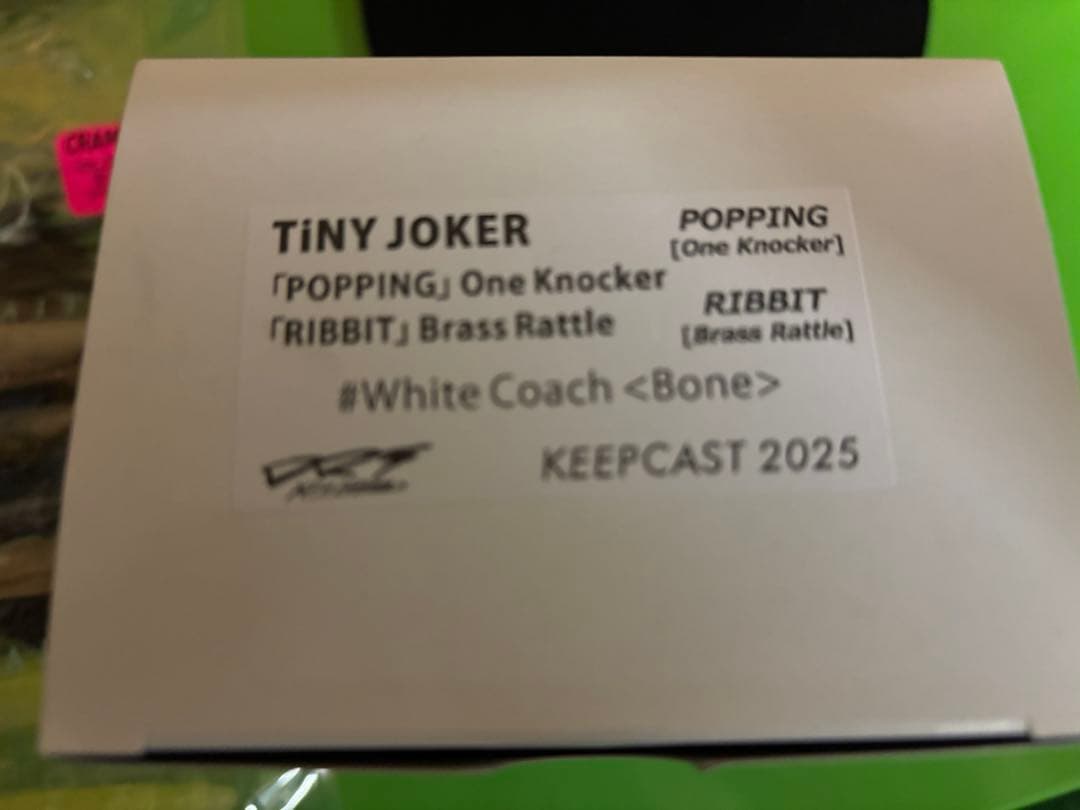 TiNY JOKER
「POPPING」 One Knocker
「RIBBIT」 Brass Rattle
POPPING
[One Knocker]
RIBBIT
[Brass Rattle]
#White Coach <Bone>
DRT
KEEPCAST 2025